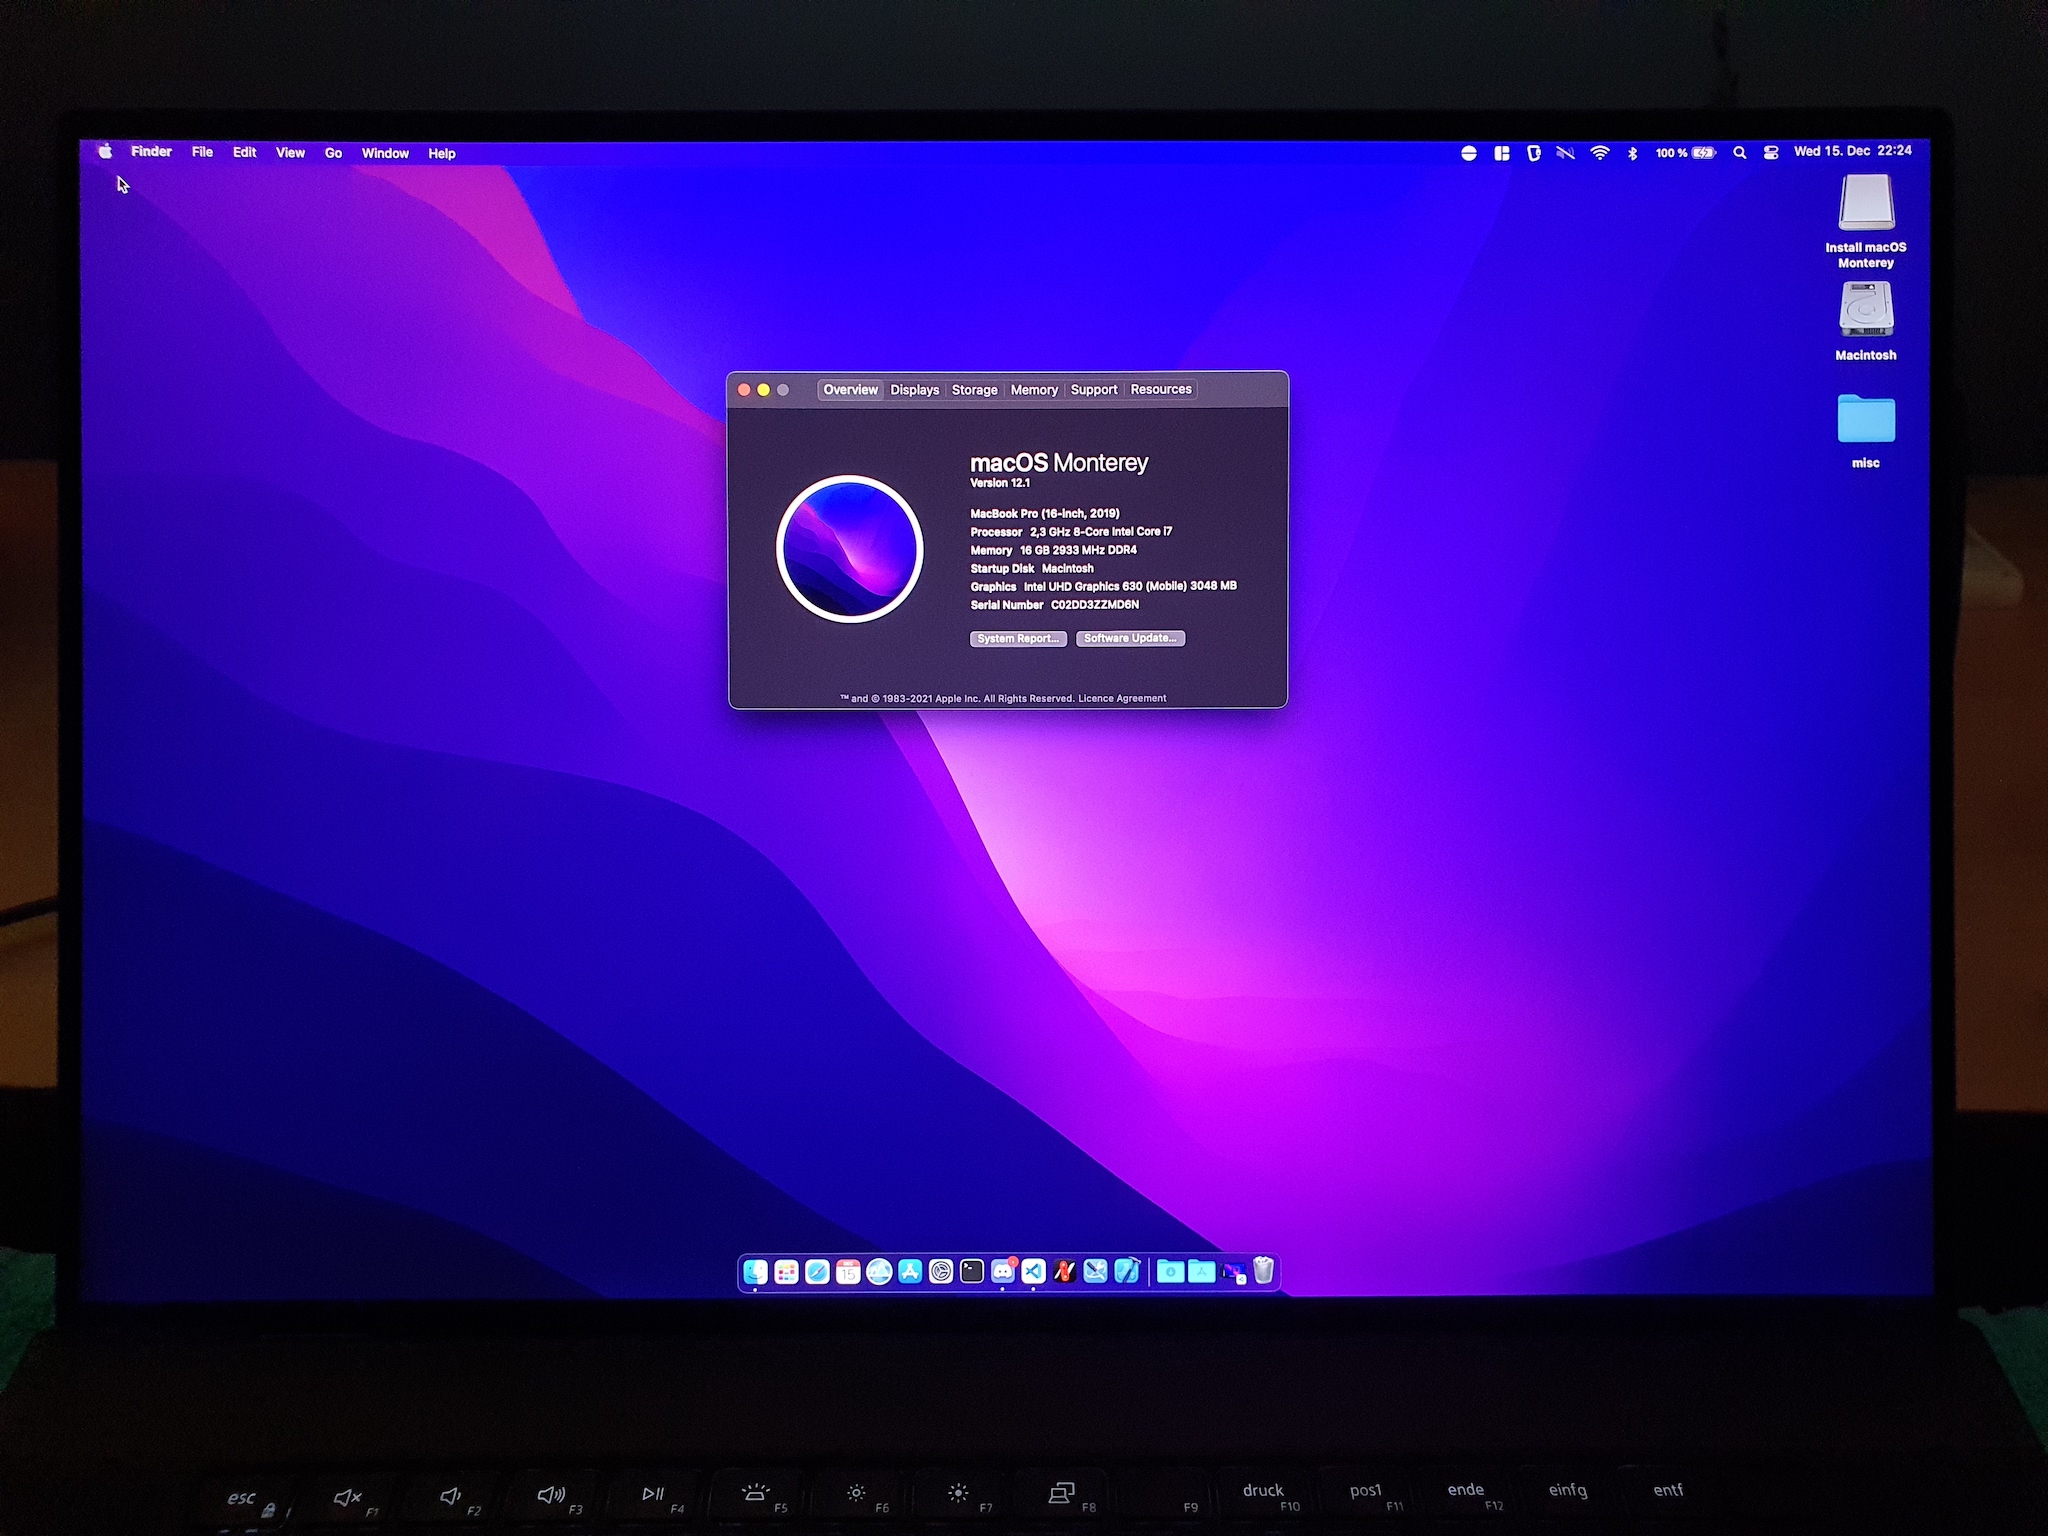 Finder File Edit View Go Window Help
100 % Wed 15. Dec 22:24
Install macOS
Monterey
Macintosh
misc
Overview Displays Storage Memory Support Resources
macOS Monterey
Version 12.1
MacBook Pro (16-inch, 2019)
Processor 2,3 GHz 8-Core Intel Core i7
Memory 16 GB 2933 MHz DDR4
Startup Disk Macintosh
Graphics Intel UHD Graphics 630 (Mobile) 3048 MB
Serial Number C02DD3ZZMD6N
System Report... Software Update...
™ and © 1983-2021 Apple Inc. All Rights Reserved. Licence Agreement
15
esc F1 F2 F3 F4 F5 F6 F7 F8 F9 druck F10 pos1 F11 ende F12 einfg entf